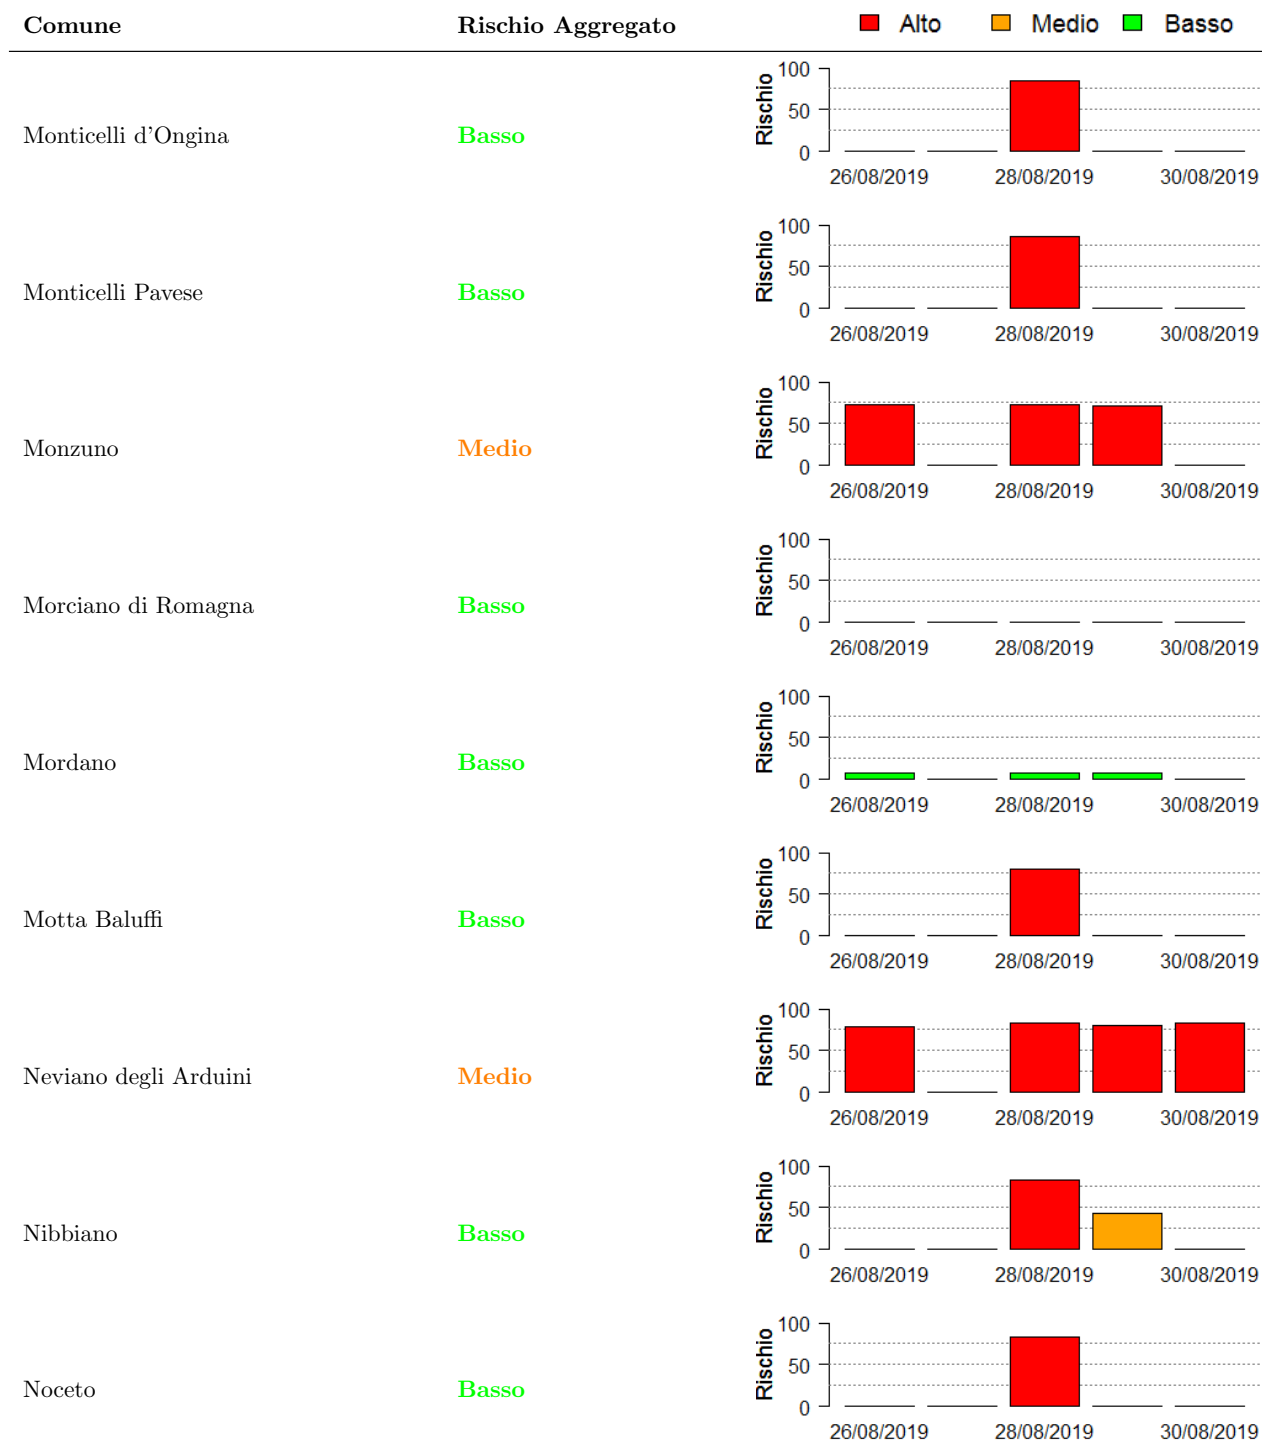 Comune Rischio Aggregato Alto Medio Basso
Monticelli d'Ongina Basso
Rischio
100
50
0
26/08/2019 28/08/2019 30/08/2019
Monticelli Pavese Basso
Rischio
100
50
0
26/08/2019 28/08/2019 30/08/2019
Monzuno Medio
Rischio
100
50
0
26/08/2019 28/08/2019 30/08/2019
Morciano di Romagna Basso
Rischio
100
50
0
26/08/2019 28/08/2019 30/08/2019
Mordano Basso
Rischio
100
50
0
26/08/2019 28/08/2019 30/08/2019
Motta Baluffi Basso
Rischio
100
50
0
26/08/2019 28/08/2019 30/08/2019
Neviano degli Arduini Medio
Rischio
100
50
0
26/08/2019 28/08/2019 30/08/2019
Nibbiano Basso
Rischio
100
50
0
26/08/2019 28/08/2019 30/08/2019
Noceto Basso
Rischio
100
50
0
26/08/2019 28/08/2019 30/08/2019